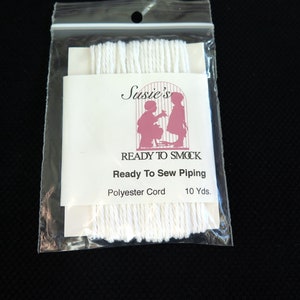 Susie's
READY TO SMOCK
Ready To Sew Piping
Polyester Cord 10 Yds.